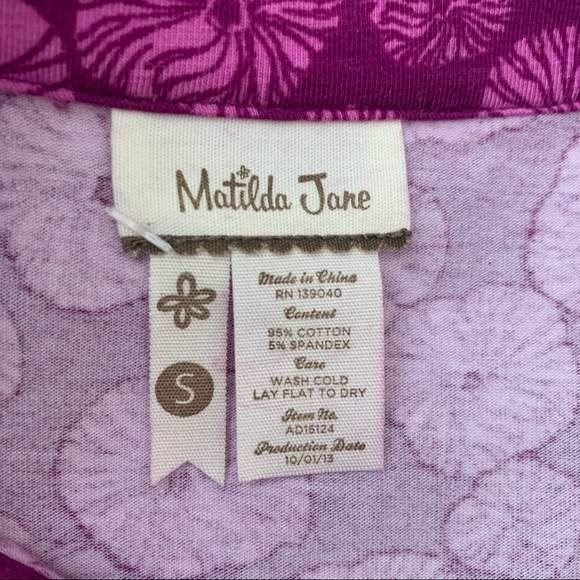 Matilda Jane
S
Made in China
RN 139040
Content
95% COTTON
5% SPANDEX
Care
WASH COLD
LAY FLAT TO DRY
Item No.
AD15124
Production Date
10/01/13